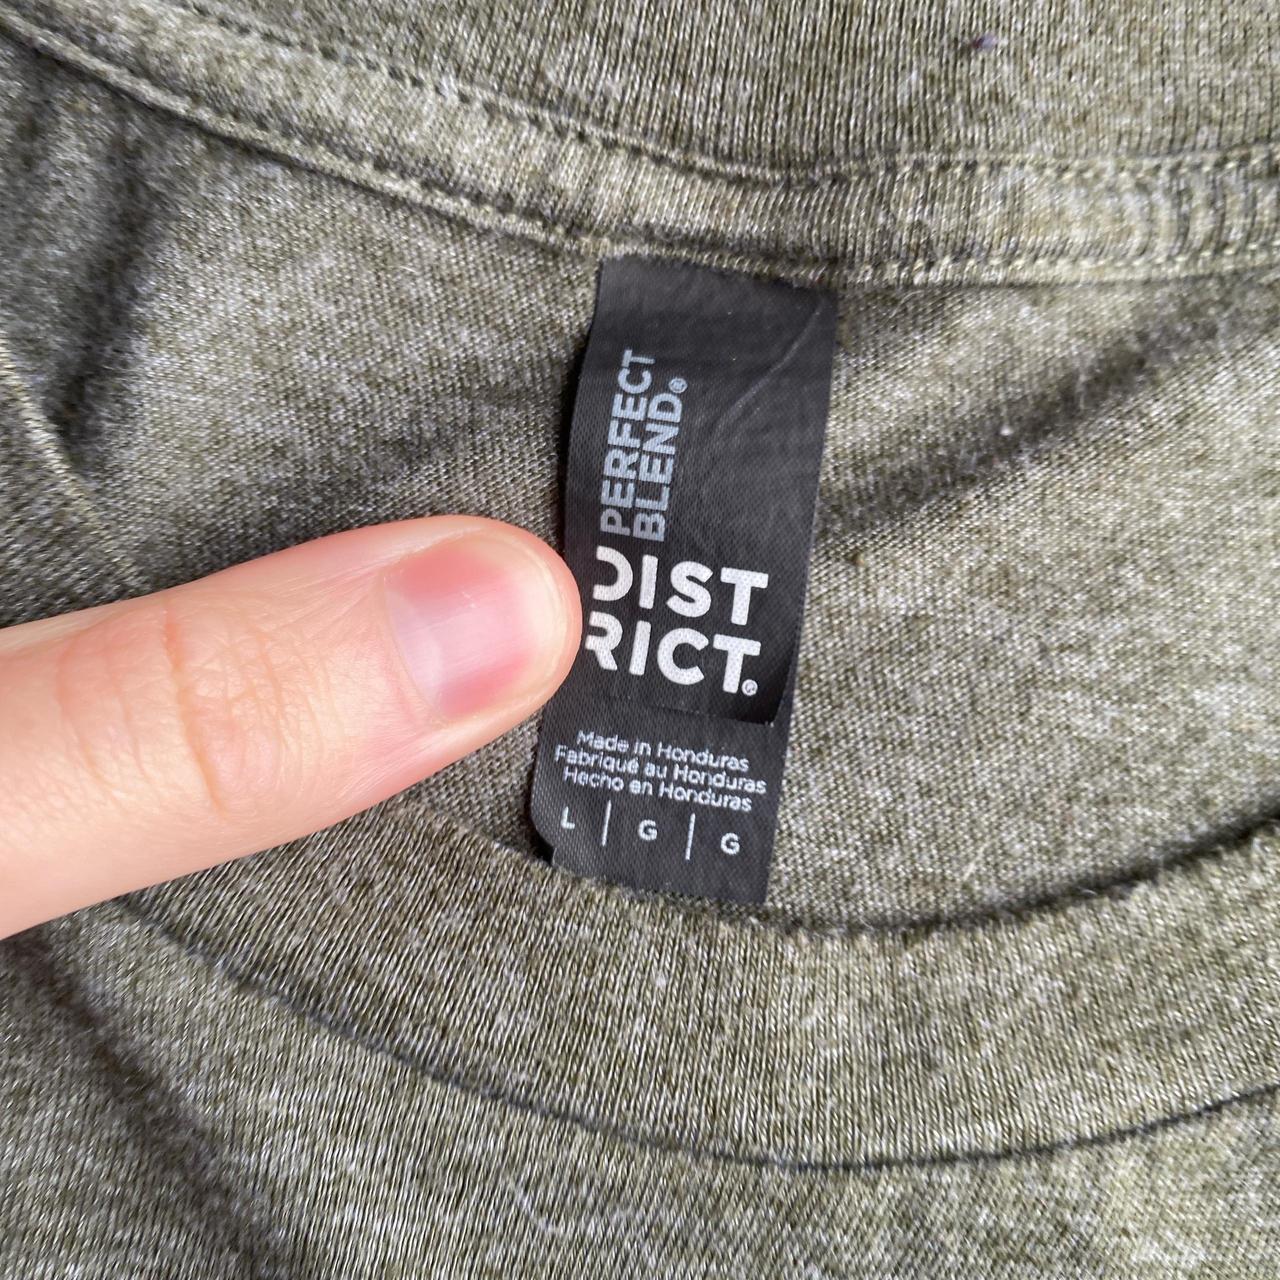 PERFECT
BLEND®
DIST
RICT®
Made in Honduras
Fabriqué au Honduras
Hecho en Honduras
L | G | G